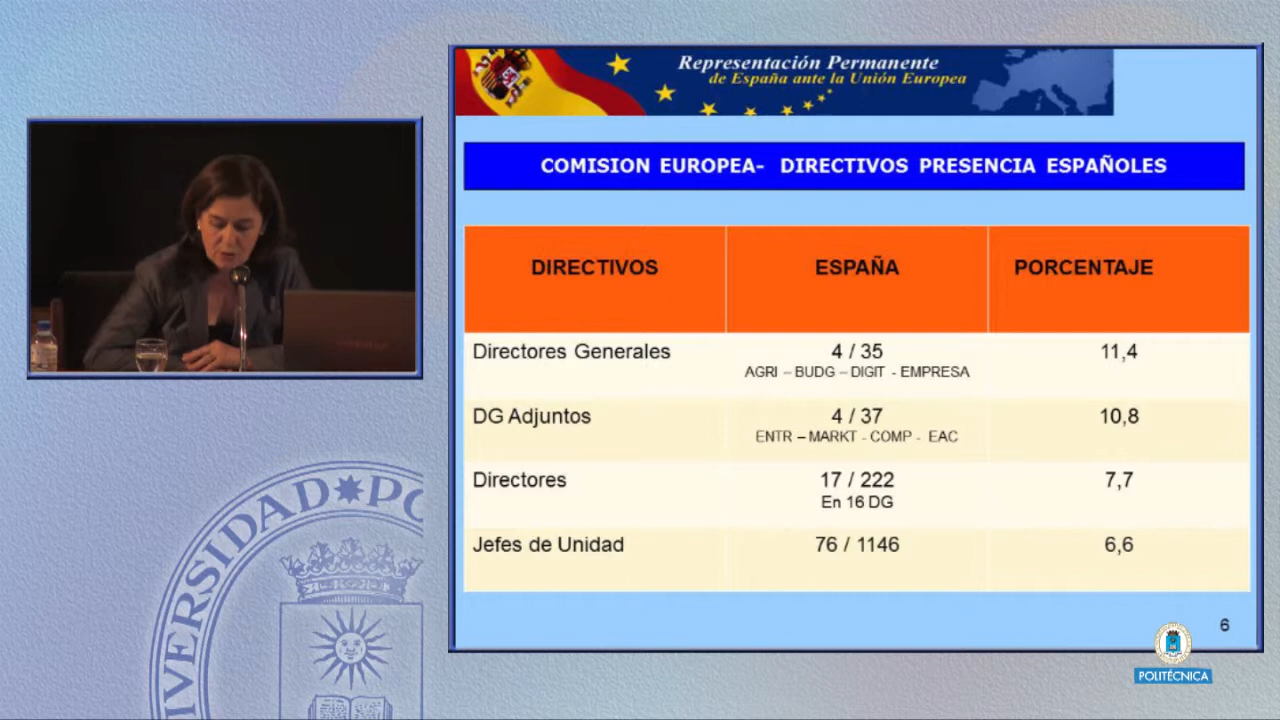 Representación Permanente
de España ante la Unión Europea
COMISION EUROPEA- DIRECTIVOS PRESENCIA ESPAÑOLES
DIRECTIVOS ESPAÑA PORCENTAJE
Directores Generales 4 / 35 11,4
AGRI – BUDG – DIGIT - EMPRESA
DG Adjuntos 4 / 37 10,8
ENTR – MARKT - COMP - EAC
Directores 17 / 222 7,7
En 16 DG
Jefes de Unidad 76 / 1146 6,6
6
POLITÉCNICA
VERSIDAD PO